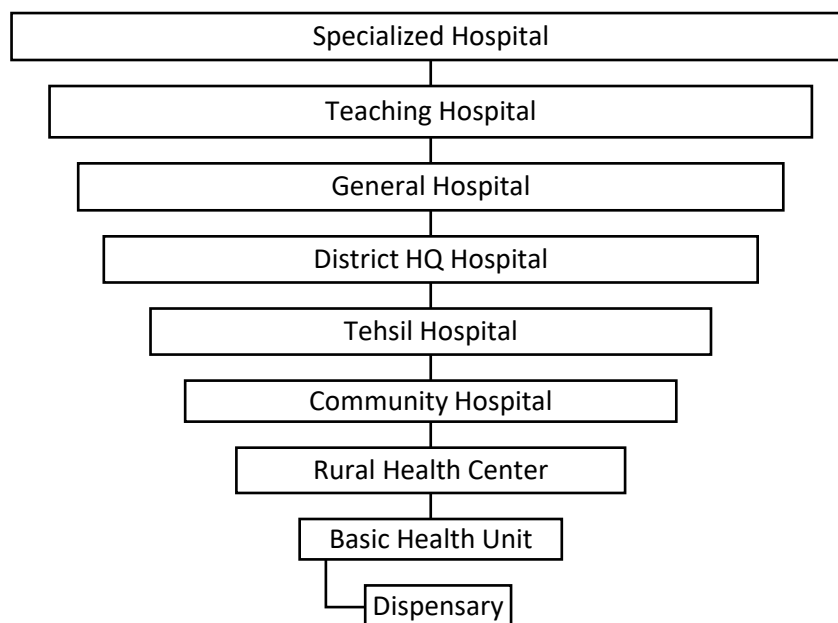 Specialized Hospital
Teaching Hospital
General Hospital
District HQ Hospital
Tehsil Hospital
Community Hospital
Rural Health Center
Basic Health Unit
Dispensary